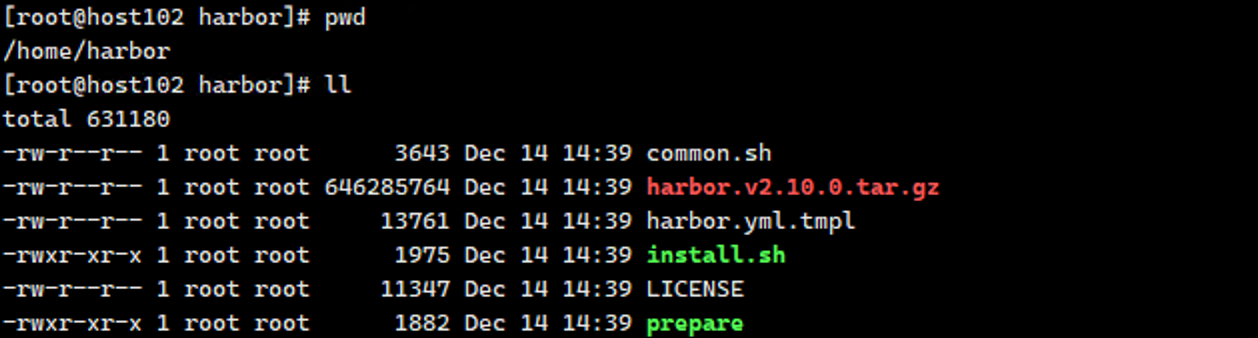 [root@host102 harbor]# pwd
/home/harbor
[root@host102 harbor]# ll
total 631180
-rw-r--r-- 1 root root      3643 Dec 14 14:39 common.sh
-rw-r--r-- 1 root root 646285764 Dec 14 14:39 harbor.v2.10.0.tar.gz
-rw-r--r-- 1 root root     13761 Dec 14 14:39 harbor.yml.tmpl
-rwxr-xr-x 1 root root      1975 Dec 14 14:39 install.sh
-rw-r--r-- 1 root root     11347 Dec 14 14:39 LICENSE
-rwxr-xr-x 1 root root      1882 Dec 14 14:39 prepare